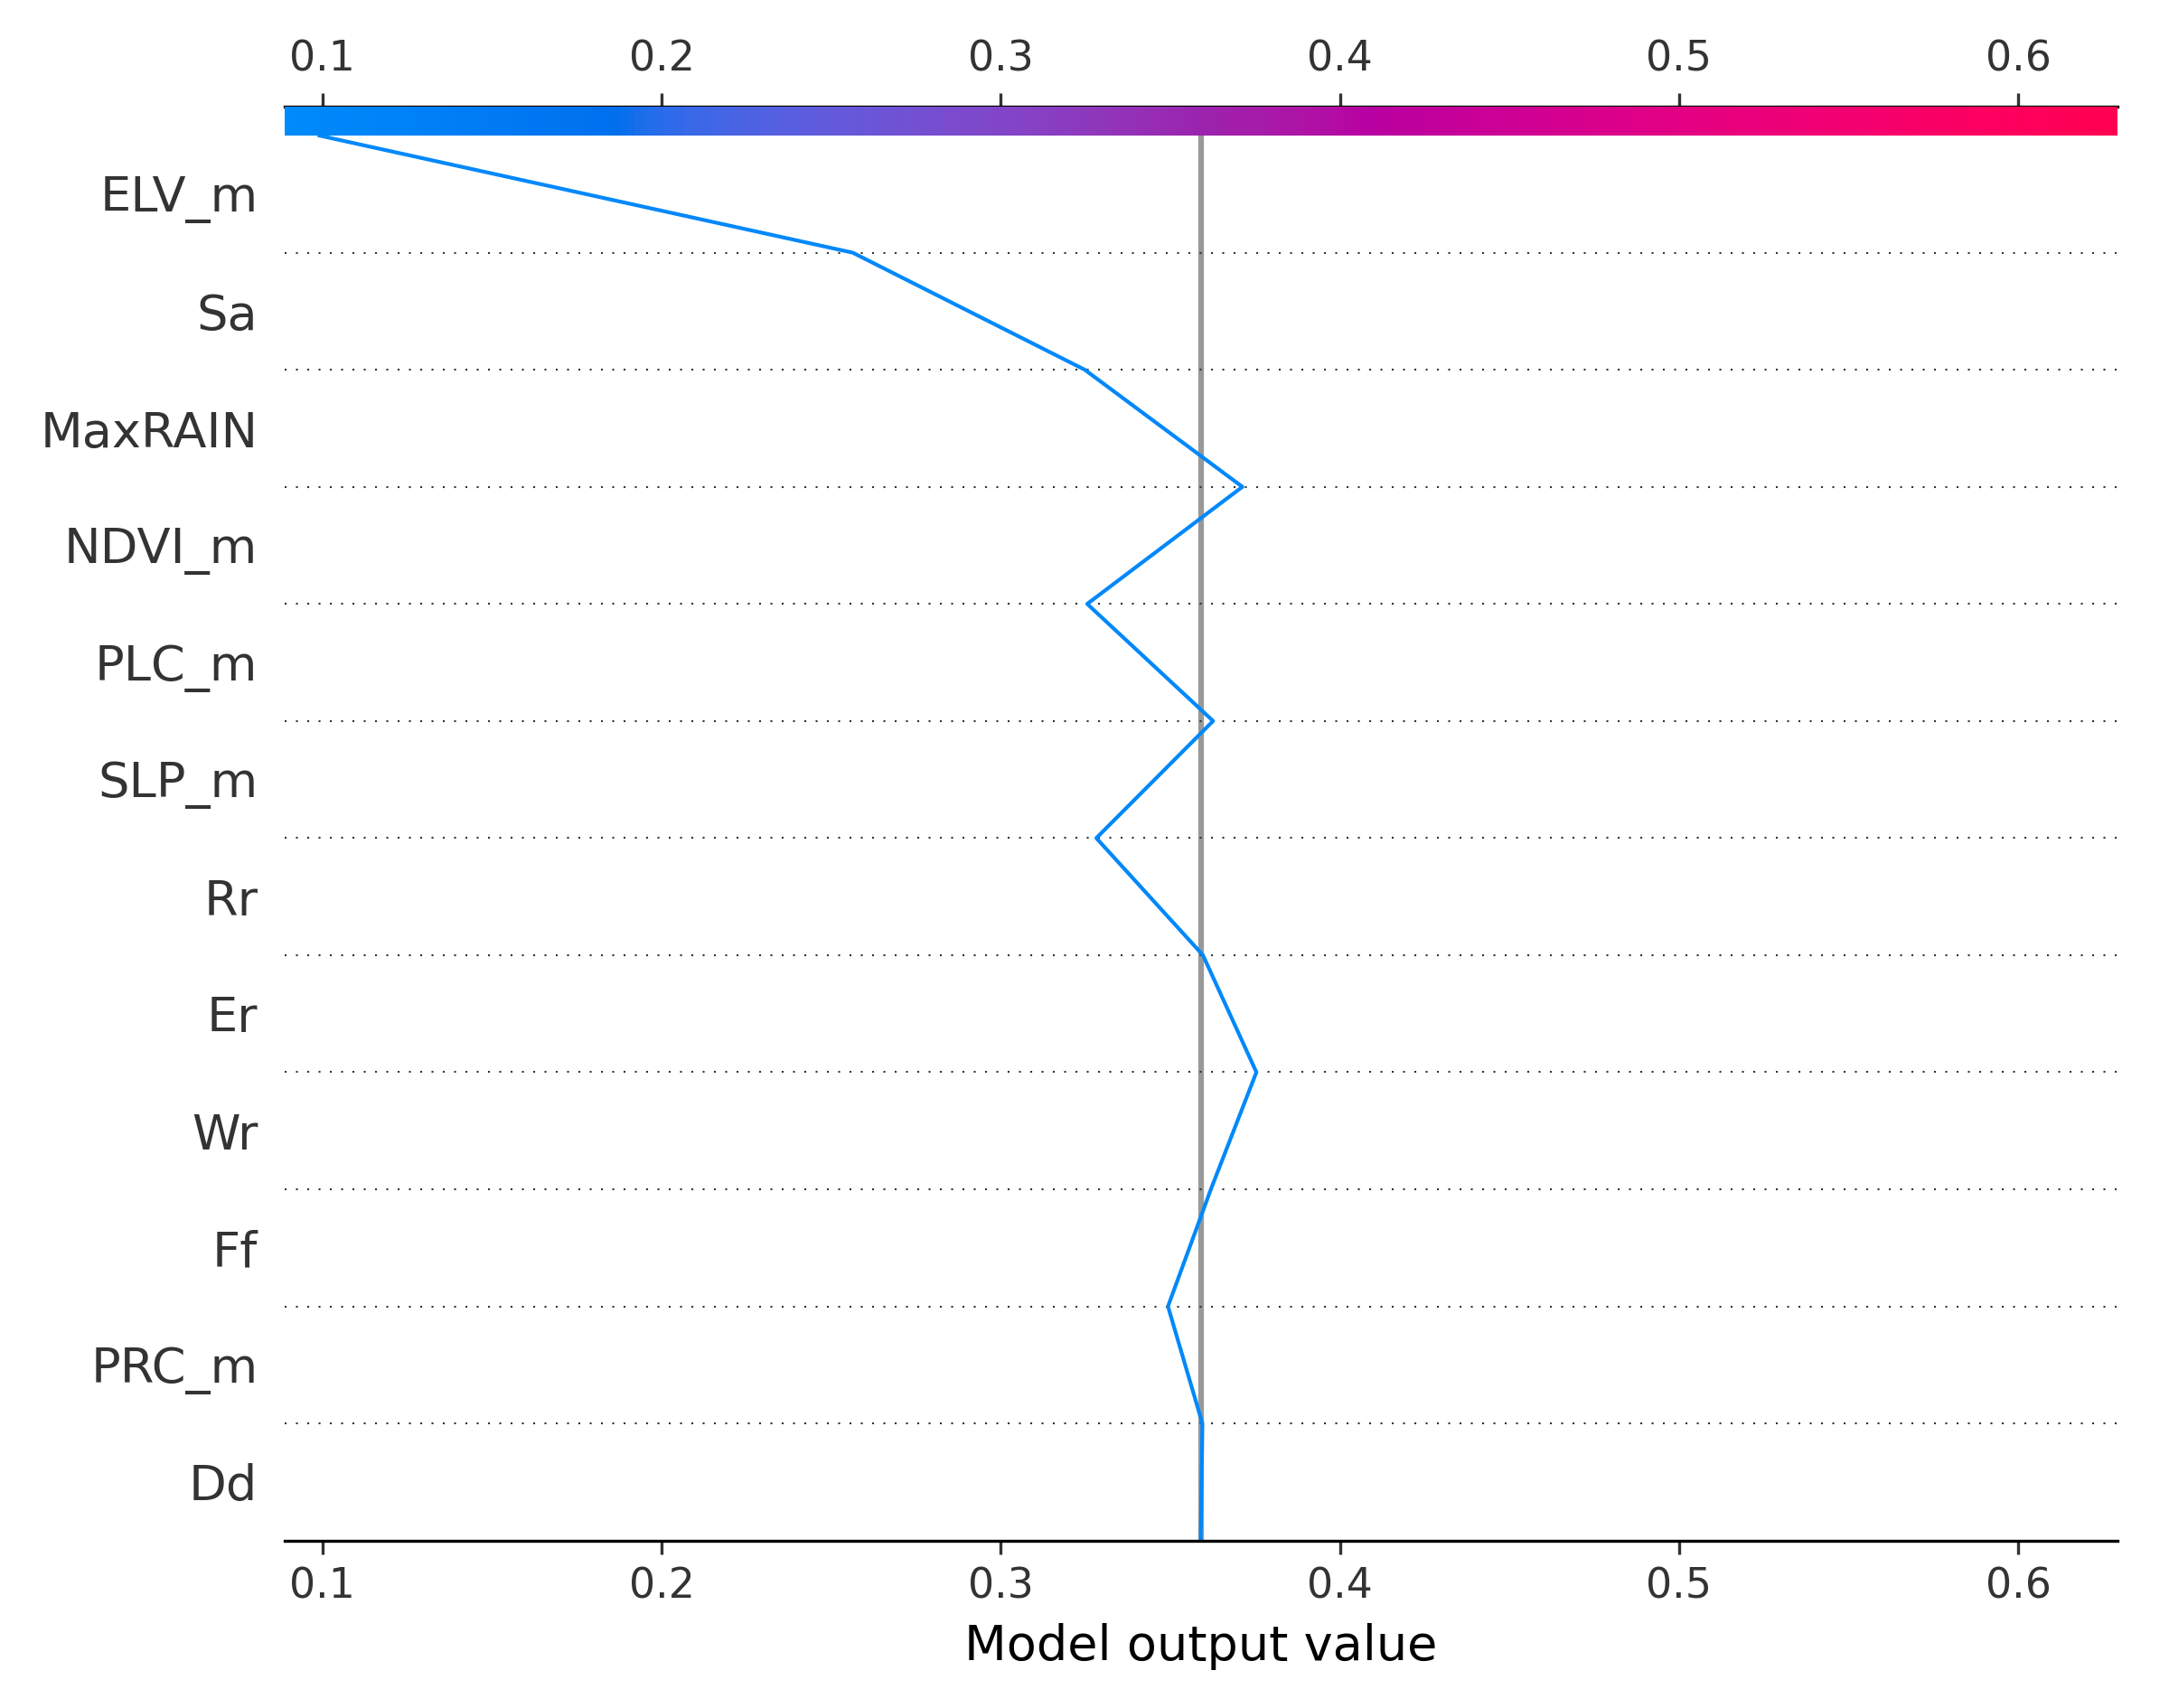 0.1 0.2 0.3 0.4 0.5 0.6
ELV_m
Sa
MaxRAIN
NDVI_m
PLC_m
SLP_m
Rr
Er
Wr
Ff
PRC_m
Dd
0.1 0.2 0.3 0.4 0.5 0.6
Model output value